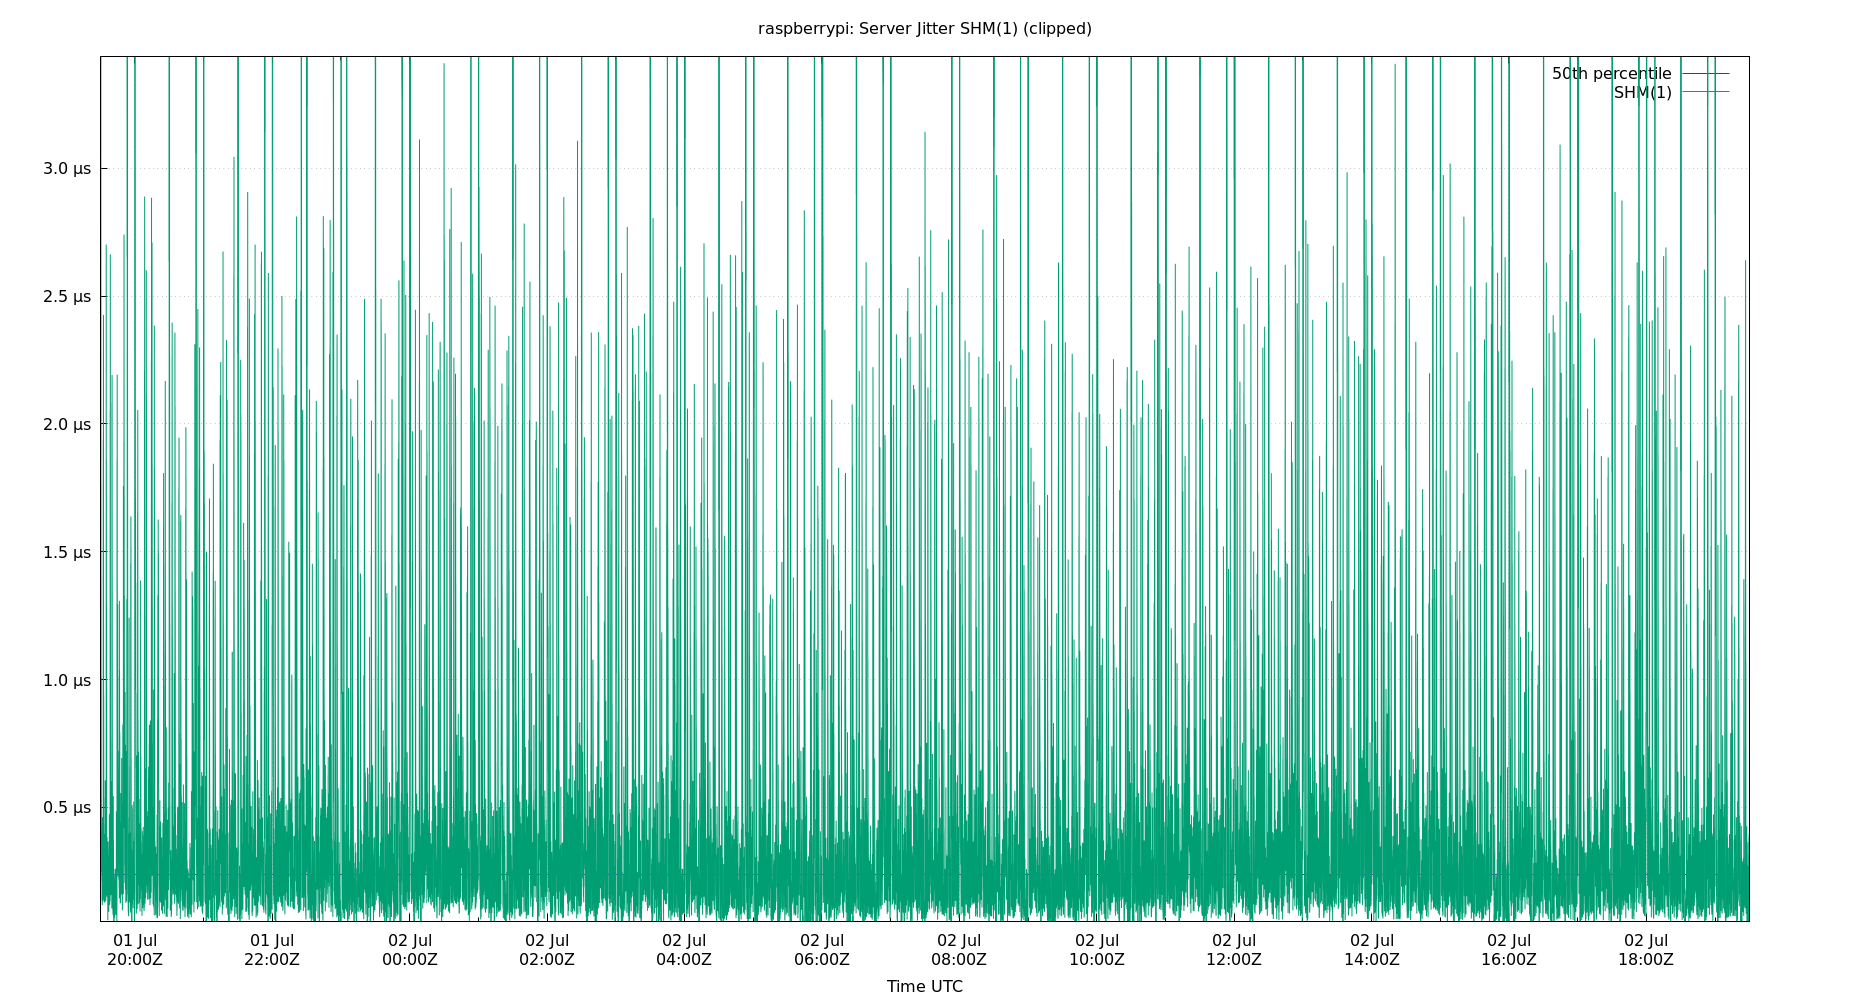 raspberrypi: Server Jitter SHM(1) (clipped)
50th percentile
SHM(1)
3.0 µs
2.5 µs
2.0 µs
1.5 µs
1.0 µs
0.5 µs
01 Jul 01 Jul 02 Jul 02 Jul 02 Jul 02 Jul 02 Jul 02 Jul 02 Jul 02 Jul 02 Jul 02 Jul
20:00Z 22:00Z 00:00Z 02:00Z 04:00Z 06:00Z 08:00Z 10:00Z 12:00Z 14:00Z 16:00Z 18:00Z
Time UTC